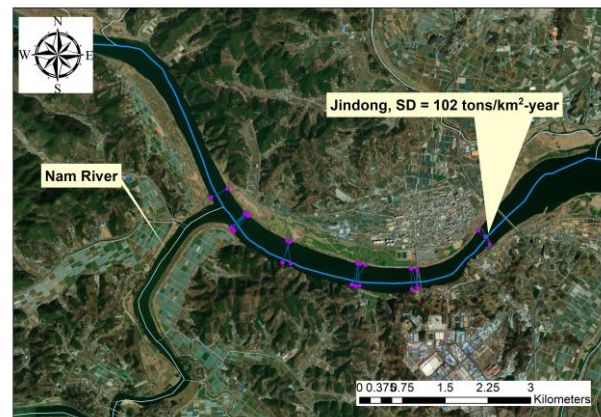 N
W E
S
Jindong, SD = 102 tons/km²-year
Nam River
0 0.375 0.75 1.5 2.25 3
Kilometers